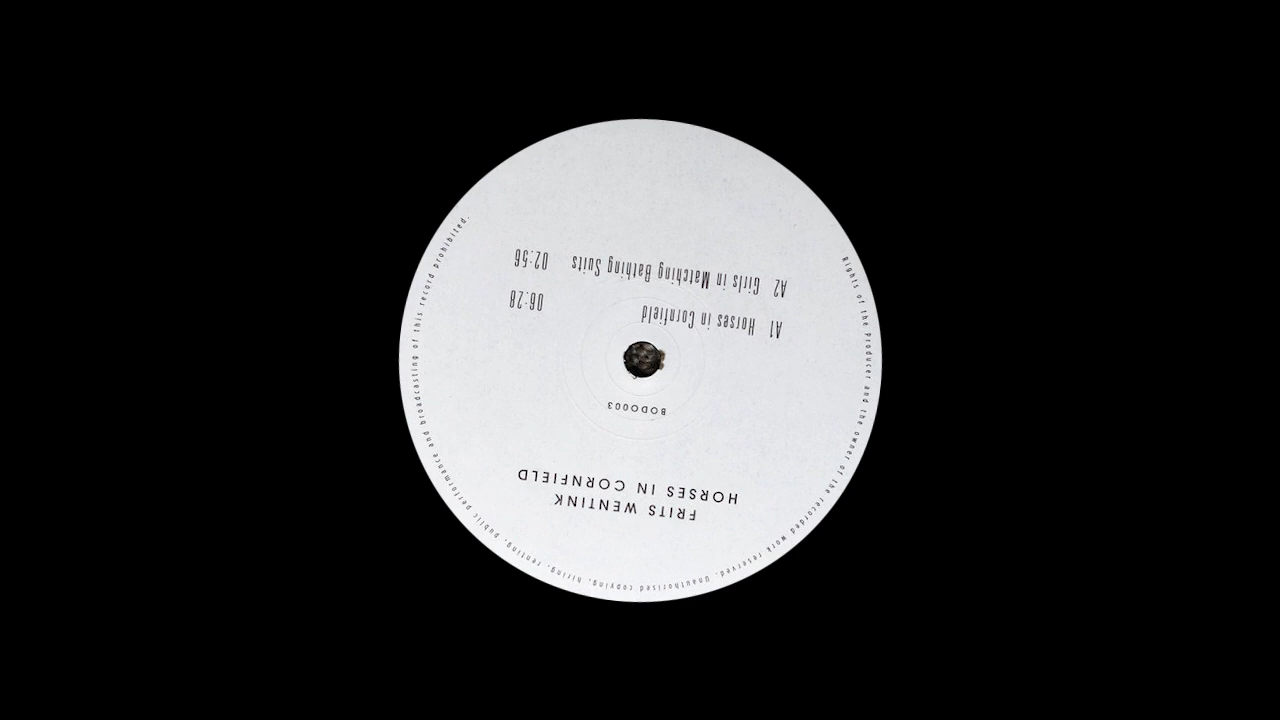 FRITS WENTINK
HORSES IN CORNFIELD
BODO003
A1 Horses in Cornfield 06:28
A2 Girls in Matching Bathing Suits 02:56
Rights of the Producer and the owner of the recorded work reserved. Unauthorised copying, hiring, renting, public performance and broadcasting of this record prohibited.